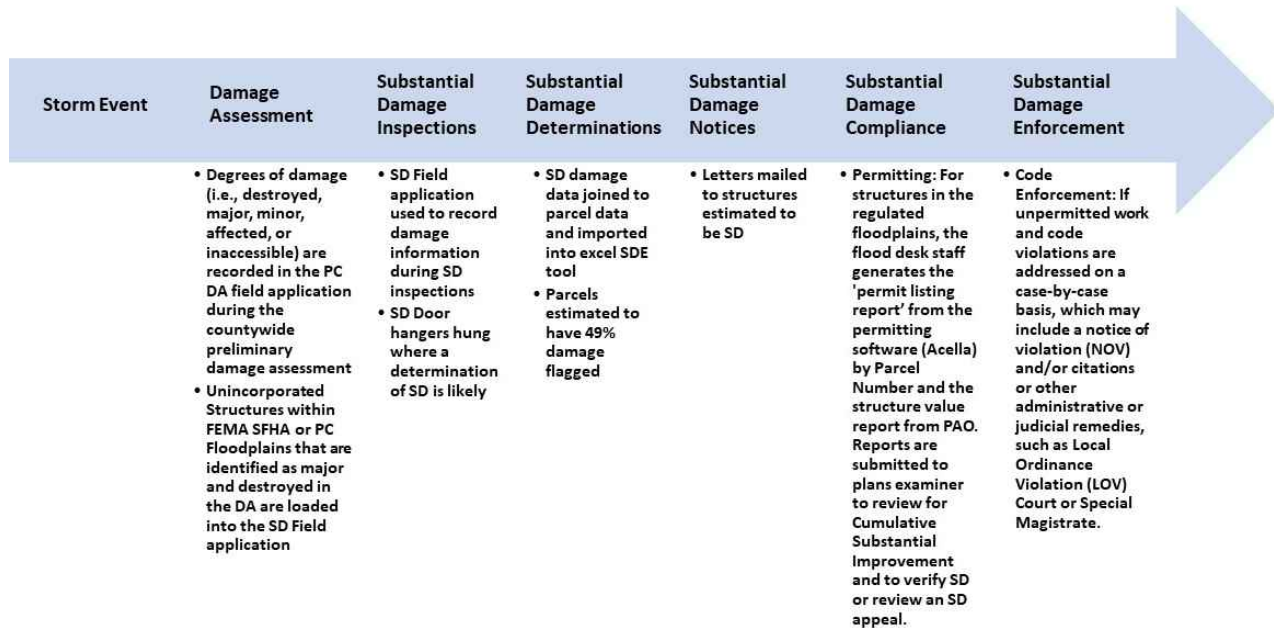 Storm Event
Damage
Assessment
Substantial
Damage
Inspections
Substantial
Damage
Determinations
Substantial
Damage
Notices
Substantial
Damage
Compliance
Substantial
Damage
Enforcement
• Degrees of damage
(i.e., destroyed,
major, minor,
affected, or
inaccessible) are
recorded in the PC
DA field application
during the
countywide
preliminary
damage assessment
• Unincorporated
Structures within
FEMA SFHA or PC
Floodplains that are
identified as major
and destroyed in
the DA are loaded
into the SD Field
application
• SD Field
application
used to record
damage
information
during SD
inspections
• SD Door
hangers hung
where a
determination
of SD is likely
• SD damage
data joined to
parcel data
and imported
into excel SDE
tool
• Parcels
estimated to
have 49%
damage
flagged
• Letters mailed
to structures
estimated to
be SD
• Permitting: For
structures in the
regulated
floodplains, the
flood desk staff
generates the
'permit listing
report’ from the
permitting
software (Acella)
by Parcel
Number and the
structure value
report from PAO.
Reports are
submitted to
plans examiner
to review for
Cumulative
Substantial
Improvement
and to verify SD
or review an SD
appeal.
• Code
Enforcement: If
unpermitted work
and code
violations are
addressed on a
case-by-case
basis, which may
include a notice of
violation (NOV)
and/or citations
or other
administrative or
judicial remedies,
such as Local
Ordinance
Violation (LOV)
Court or Special
Magistrate.